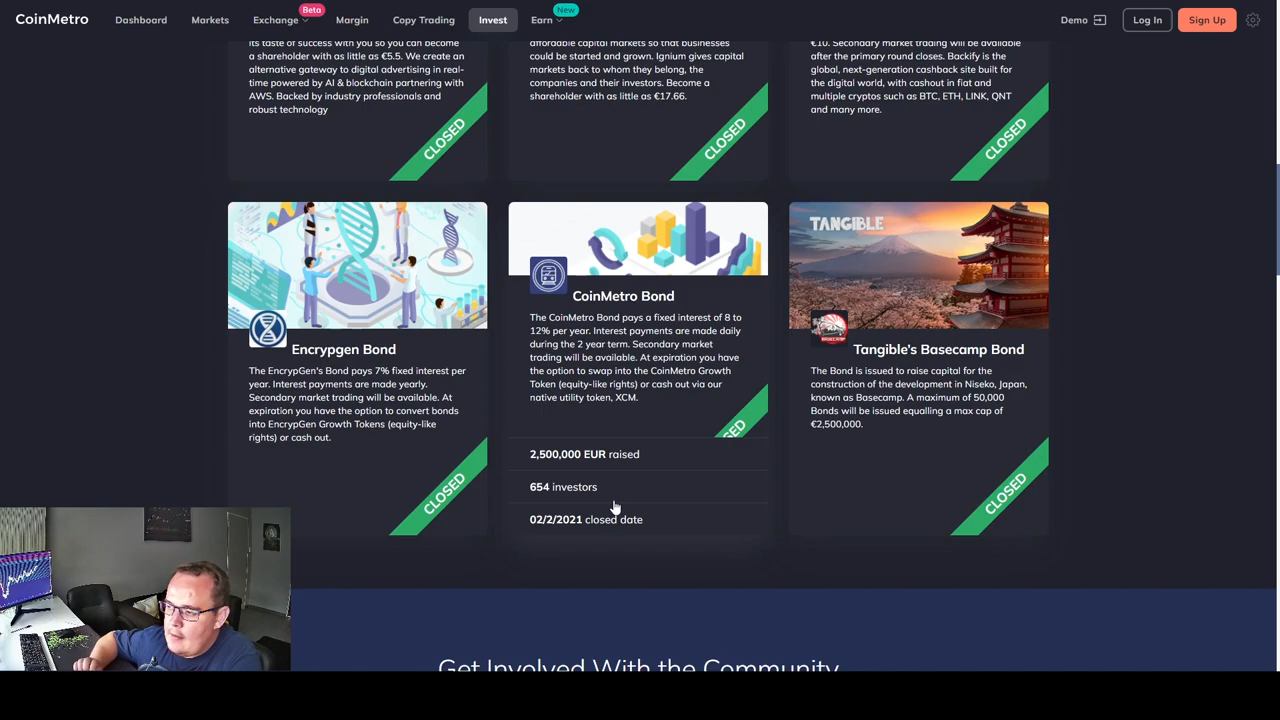 CoinMetro
Dashboard
Markets
Exchange
Beta
Margin
Copy Trading
Invest
Earn
New
Demo
Log In
Sign Up
its taste of success with you so you can become
a shareholder with as little as €5.5. We create an
alternative gateway to digital advertising in real-
time powered by AI & blockchain partnering with
AWS. Backed by industry professionals and
robust technology
CLOSED
affordable capital markets so that businesses
could be started and grown. Ignium gives capital
markets back to whom they belong, the
companies and their investors. Become a
shareholder with as little as €17.66.
CLOSED
€10. Secondary market trading will be available
after the primary round closes. Backify is the
global, next-generation cashback site built for
the digital world, with cashout in fiat and
multiple cryptos such as BTC, ETH, LINK, QNT
and many more.
CLOSED
Encrypgen Bond
The EncrypGen's Bond pays 7% fixed interest per
year. Interest payments are made yearly.
Secondary market trading will be available. At
expiration you have the option to convert bonds
into EncrypGen Growth Tokens (equity-like
rights) or cash out.
CLOSED
CoinMetro Bond
The CoinMetro Bond pays a fixed interest of 8 to
12% per year. Interest payments are made daily
during the 2 year term. Secondary market
trading will be available. At expiration you have
the option to swap into the CoinMetro Growth
Token (equity-like rights) or cash out via our
native utility token, XCM.
SED
2,500,000 EUR raised
654 investors
02/2/2021 closed date
TANGIBLE
BASECAMP
Tangible's Basecamp Bond
The Bond is issued to raise capital for the
construction of the development in Niseko, Japan,
known as Basecamp. A maximum of 50,000
Bonds will be issued equalling a max cap of
€2,500,000.
CLOSED
Get Involved With the Community